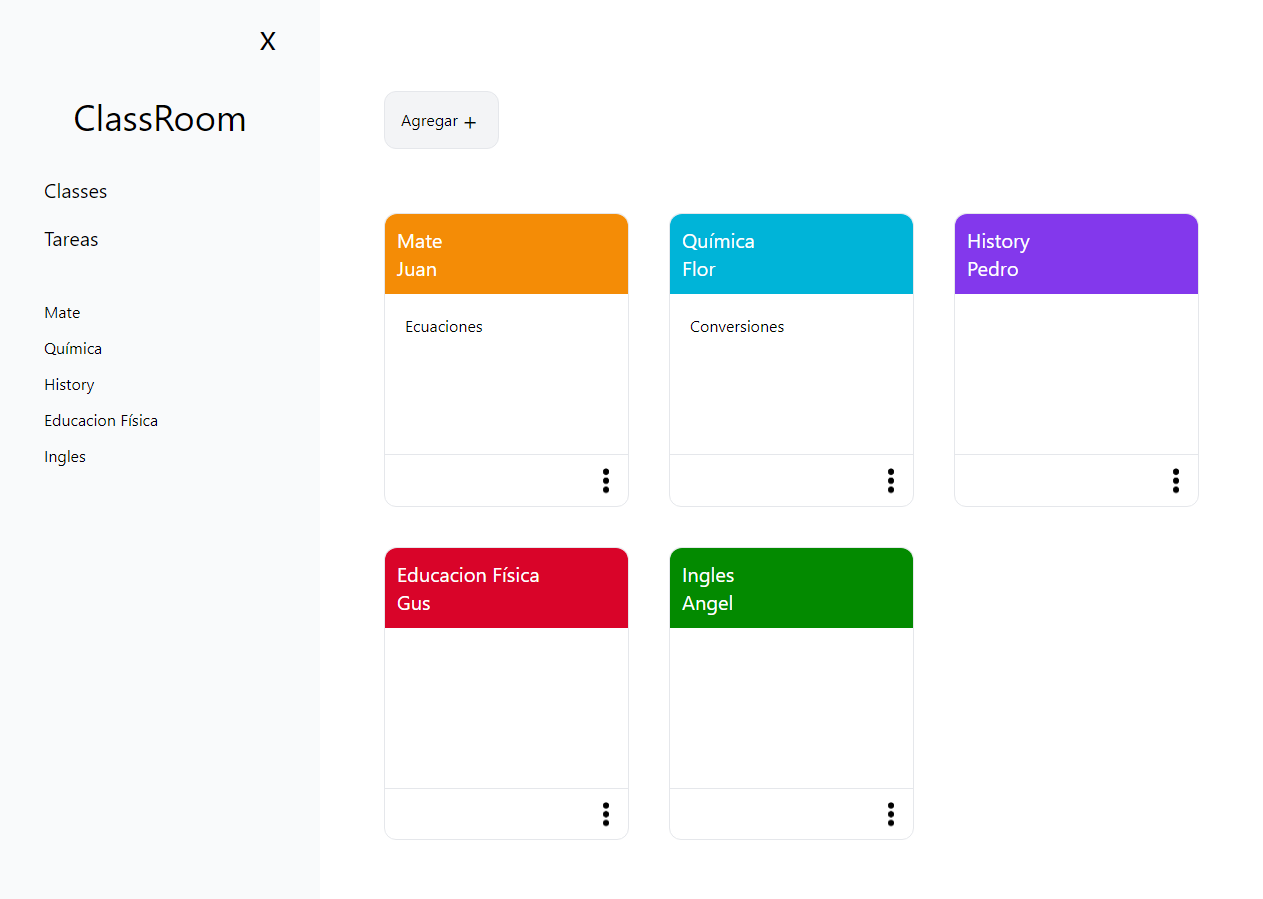 X
ClassRoom
Classes
Tareas
Mate
Química
History
Educacion Física
Ingles
Agregar +
Mate
Juan
Ecuaciones
Química
Flor
Conversiones
History
Pedro
Educacion Física
Gus
Ingles
Angel